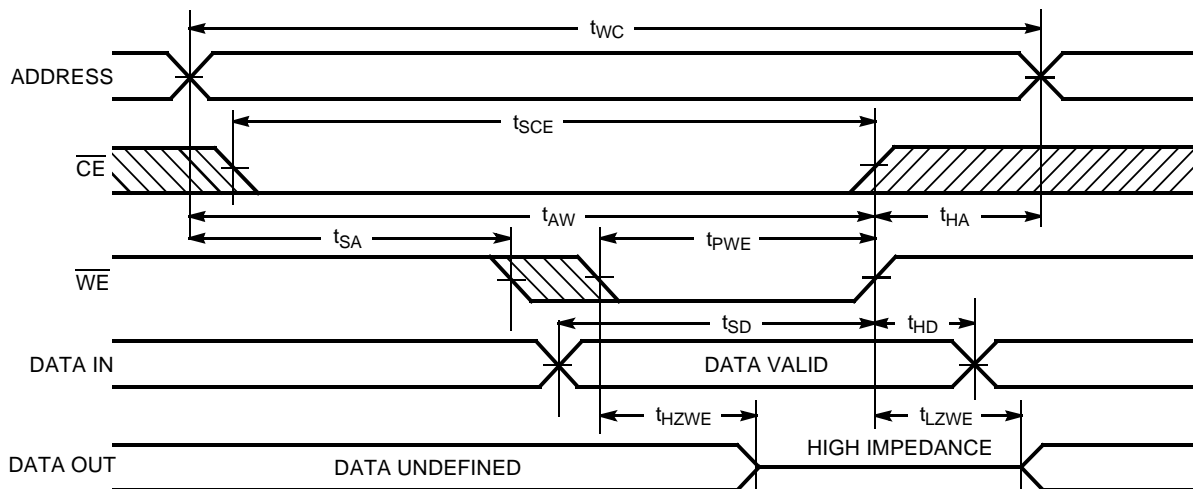 tWC
ADDRESS
tSCE
CE
tAW
tHA
tSA
tPWE
WE
tSD
tHD
DATA IN
DATA VALID
tHZWE
tLZWE
HIGH IMPEDANCE
DATA OUT
DATA UNDEFINED